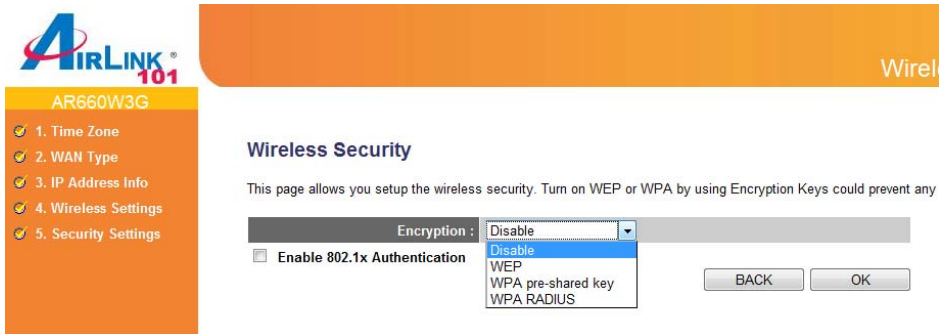 AIRLINK ®
101
AR660W3G
1. Time Zone
2. WAN Type
3. IP Address Info
4. Wireless Settings
5. Security Settings
Wirel
Wireless Security
This page allows you setup the wireless security. Turn on WEP or WPA by using Encryption Keys could prevent any
Encryption : Disable
Disable
WEP
WPA pre-shared key
WPA RADIUS
Enable 802.1x Authentication
BACK OK